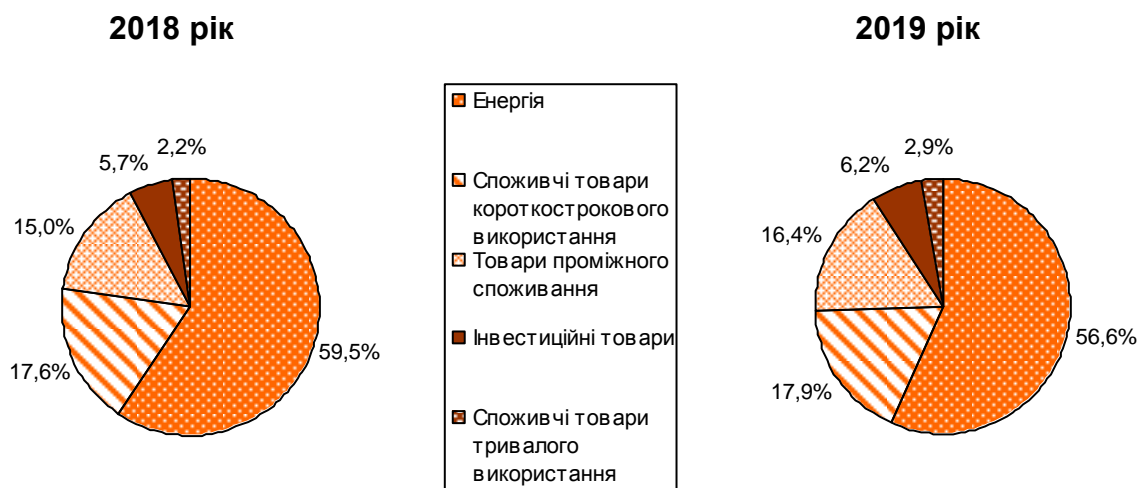 2018 рік
2019 рік
2,2%
5,7%
15,0%
17,6%
59,5%
Енергія
Споживчі товари
короткострокового
використання
Товари проміжного
споживання
Інвестиційні товари
Споживчі товари
тривалого
використання
2,9%
6,2%
16,4%
17,9%
56,6%